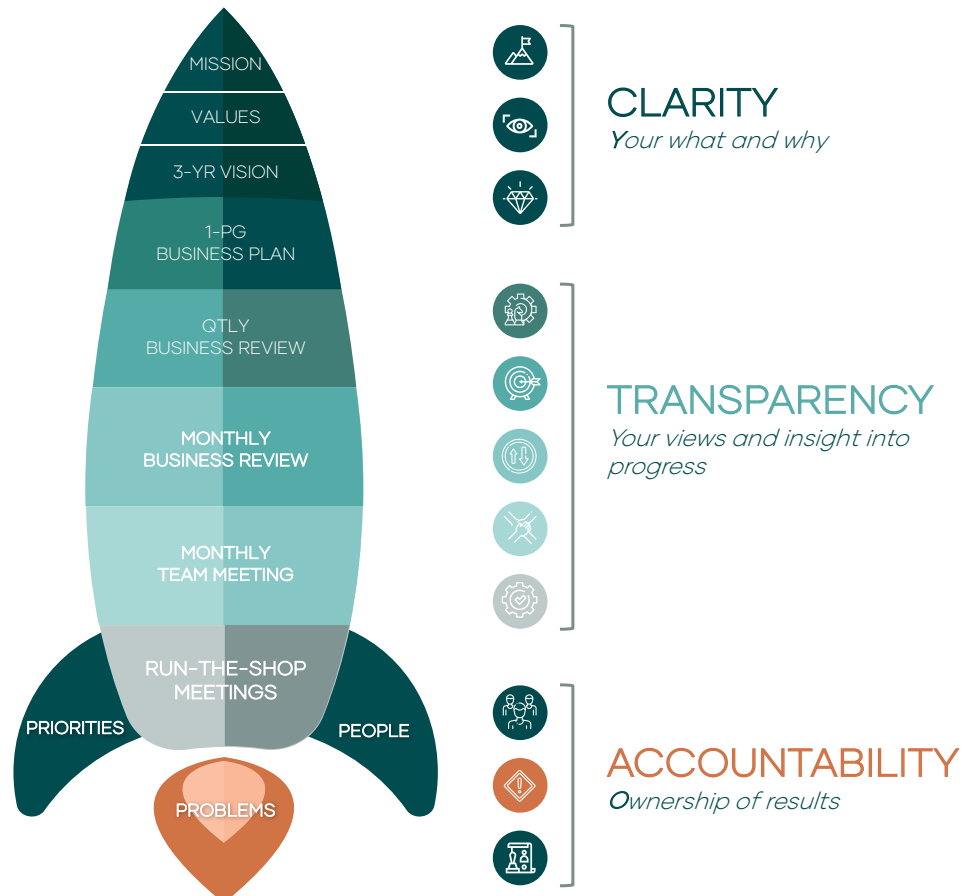 MISSION
VALUES
3-YR VISION
1-PG
BUSINESS PLAN
QTLY
BUSINESS REVIEW
MONTHLY
BUSINESS REVIEW
MONTHLY
TEAM MEETING
RUN-THE-SHOP
MEETINGS
PRIORITIES
PEOPLE
PROBLEMS
CLARITY
Your what and why
TRANSPARENCY
Your views and insight into
progress
ACCOUNTABILITY
Ownership of results